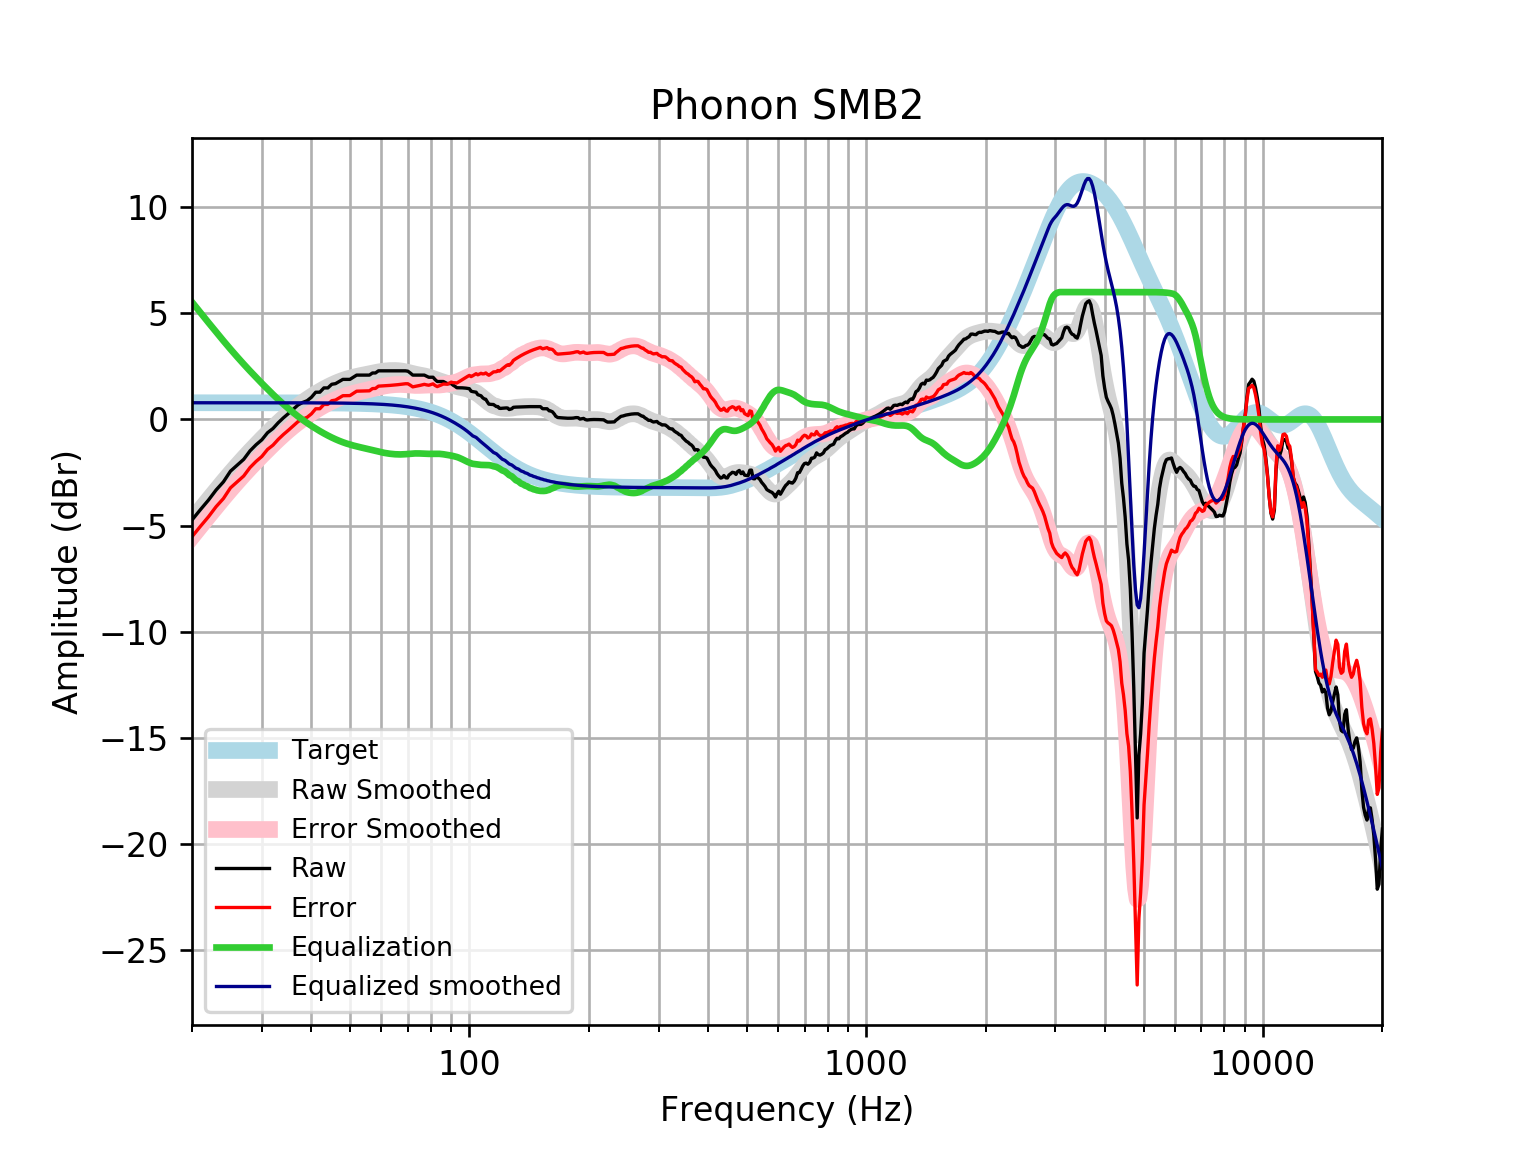 Phonon SMB2
Amplitude (dBr)
10
5
0
−5
−10
−15
−20
−25
Target
Raw Smoothed
Error Smoothed
Raw
Error
Equalization
Equalized smoothed
100
1000
10000
Frequency (Hz)